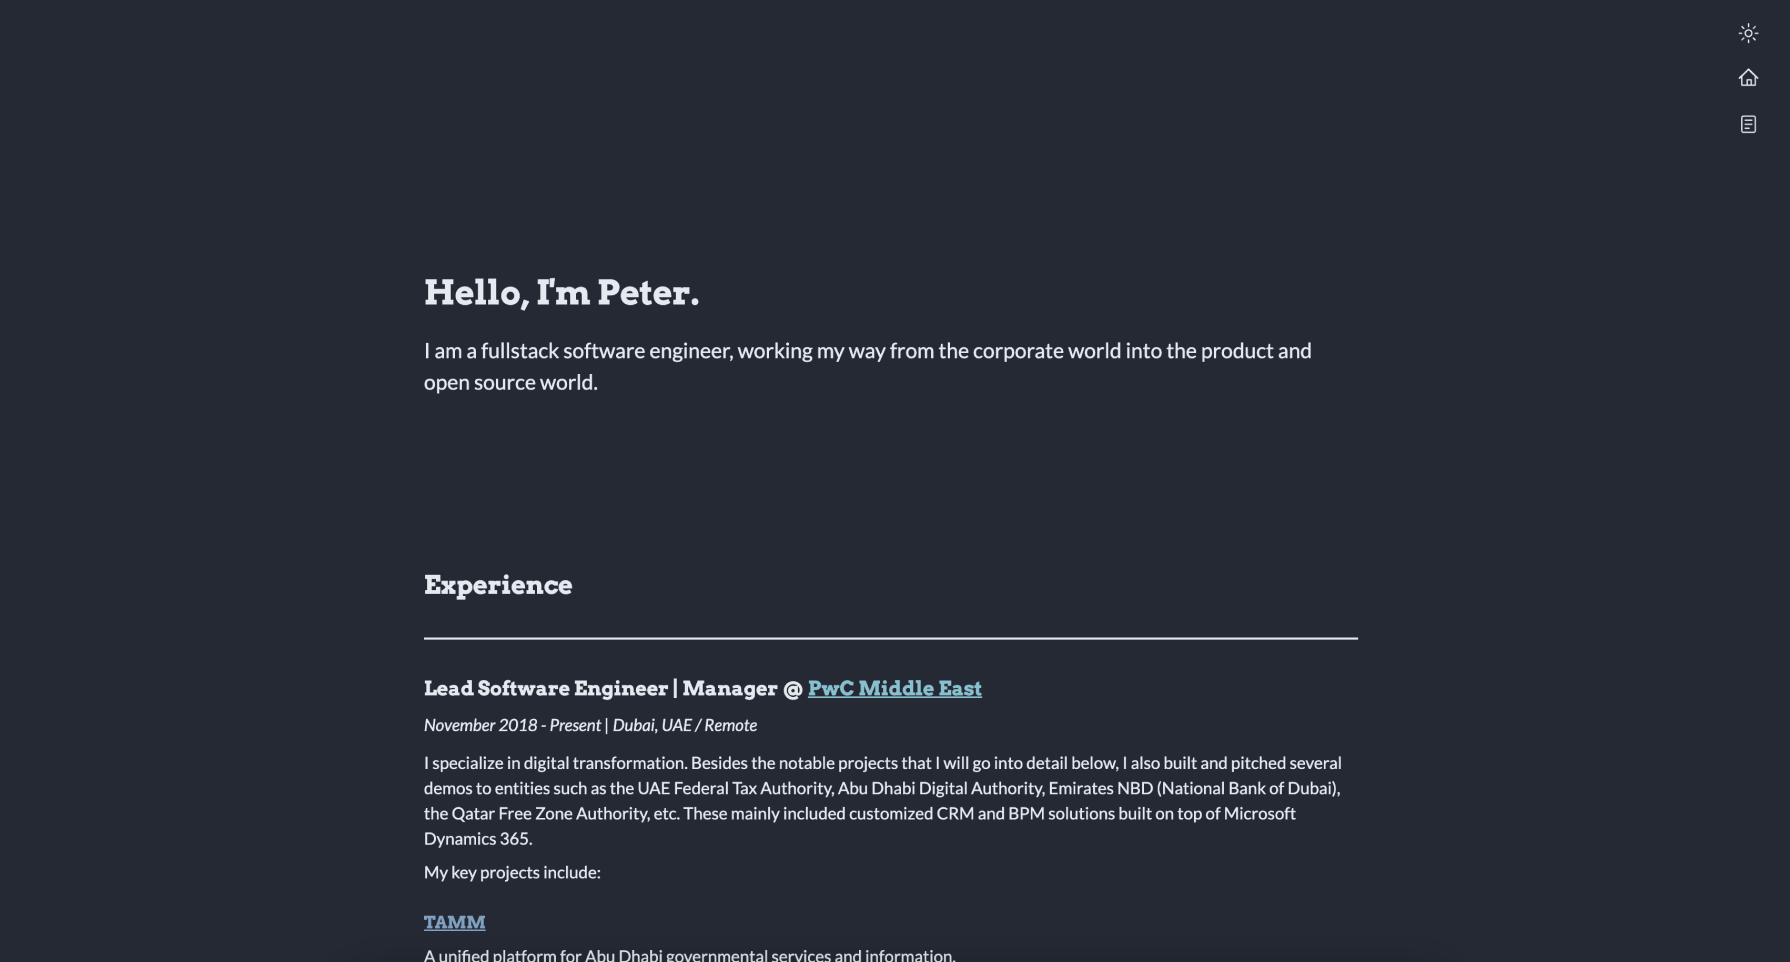 Hello, I'm Peter.
I am a fullstack software engineer, working my way from the corporate world into the product and
open source world.
Experience
Lead Software Engineer | Manager @ PwC Middle East
November 2018 - Present | Dubai, UAE / Remote
I specialize in digital transformation. Besides the notable projects that I will go into detail below, I also built and pitched several
demos to entities such as the UAE Federal Tax Authority, Abu Dhabi Digital Authority, Emirates NBD (National Bank of Dubai),
the Qatar Free Zone Authority, etc. These mainly included customized CRM and BPM solutions built on top of Microsoft
Dynamics 365.
My key projects include:
TAMM
A unified platform for Abu Dhabi governmental services and information.